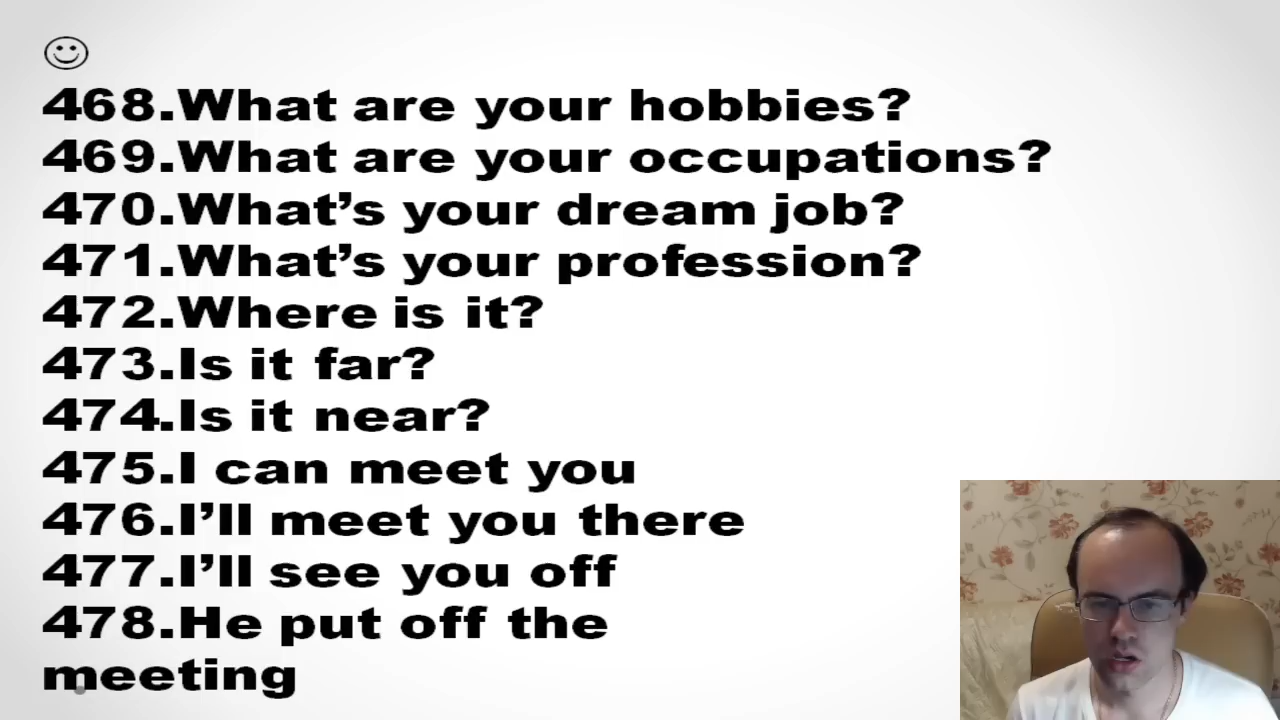 468.What are your hobbies?
469.What are your occupations?
470.What’s your dream job?
471.What’s your profession?
472.Where is it?
473.Is it far?
474.Is it near?
475.I can meet you
476.I’ll meet you there
477.I’ll see you off
478.He put off the
meeting